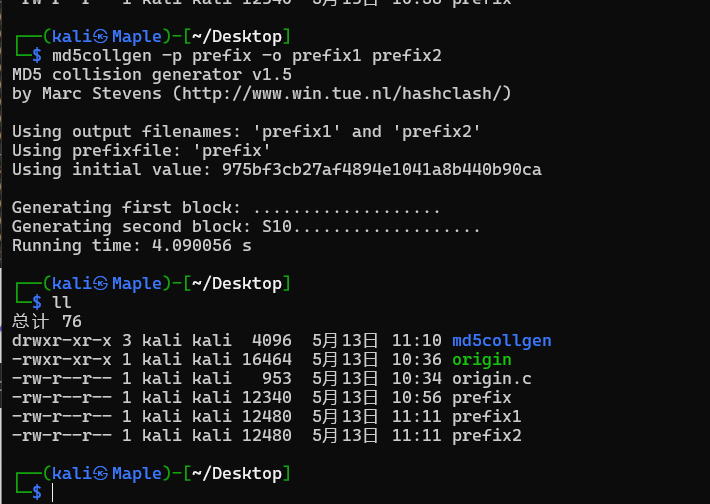 -rw-r--r-- 1 kali kali 12340 5月13日 10:56 prefix
┌──(kali㉿Maple)-[~/Desktop]
└─$ md5collgen -p prefix -o prefix1 prefix2
MD5 collision generator v1.5
by Marc Stevens (http://www.win.tue.nl/hashclash/)
Using output filenames: 'prefix1' and 'prefix2'
Using prefixfile: 'prefix'
Using initial value: 975bf3cb27af4894e1041a8b440b90ca
Generating first block: ...................
Generating second block: S10...................
Running time: 4.090056 s
┌──(kali㉿Maple)-[~/Desktop]
└─$ ll
总计 76
drwxr-xr-x 3 kali kali  4096  5月13日 11:10 md5collgen
-rwxr-xr-x 1 kali kali 16464  5月13日 10:36 origin
-rw-r--r-- 1 kali kali   953  5月13日 10:34 origin.c
-rw-r--r-- 1 kali kali 12340  5月13日 10:56 prefix
-rw-r--r-- 1 kali kali 12480  5月13日 11:11 prefix1
-rw-r--r-- 1 kali kali 12480  5月13日 11:11 prefix2
┌──(kali㉿Maple)-[~/Desktop]
└─$